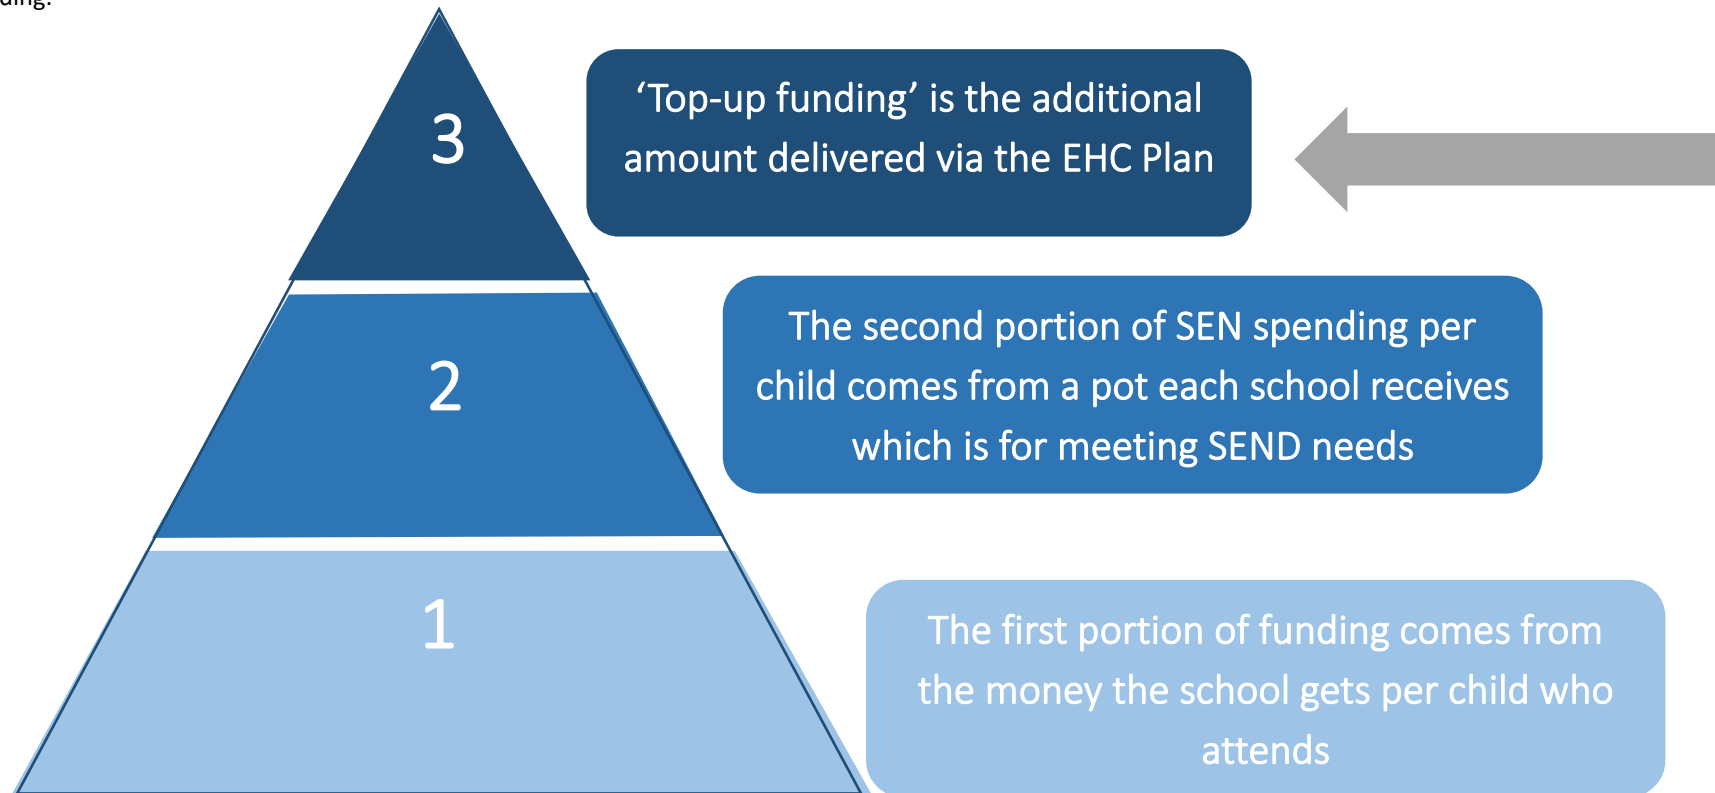 3
‘Top-up funding’ is the additional
amount delivered via the EHC Plan
2
The second portion of SEN spending per
child comes from a pot each school receives
which is for meeting SEND needs
1
The first portion of funding comes from
the money the school gets per child who
attends